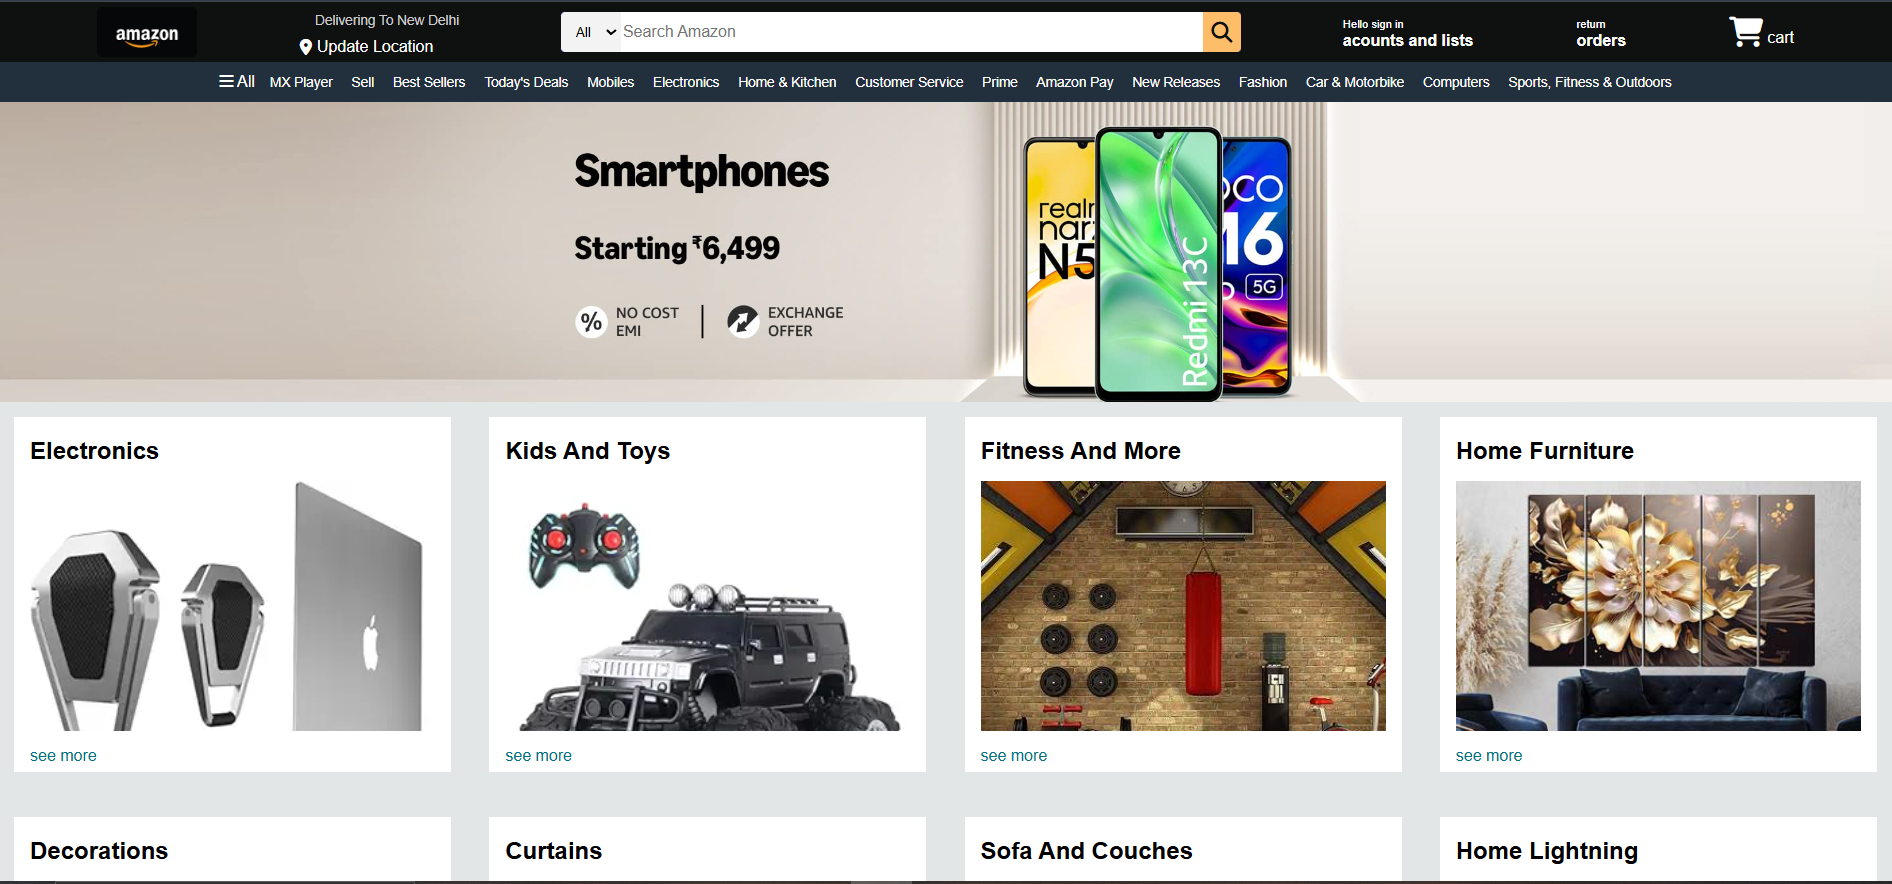 amazon
Delivering To New Delhi
Update Location
All
Search Amazon
Hello sign in
acounts and lists
return
orders
cart
All MX Player Sell Best Sellers Today's Deals Mobiles Electronics Home & Kitchen Customer Service Prime Amazon Pay New Releases Fashion Car & Motorbike Computers Sports, Fitness & Outdoors
Smartphones
Starting ₹6,499
% NO COST
EMI
EXCHANGE
OFFER
N5
Redmi 13C
5G
Electronics
Kids And Toys
Fitness And More
Home Furniture
see more
see more
see more
see more
Decorations
Curtains
Sofa And Couches
Home Lightning